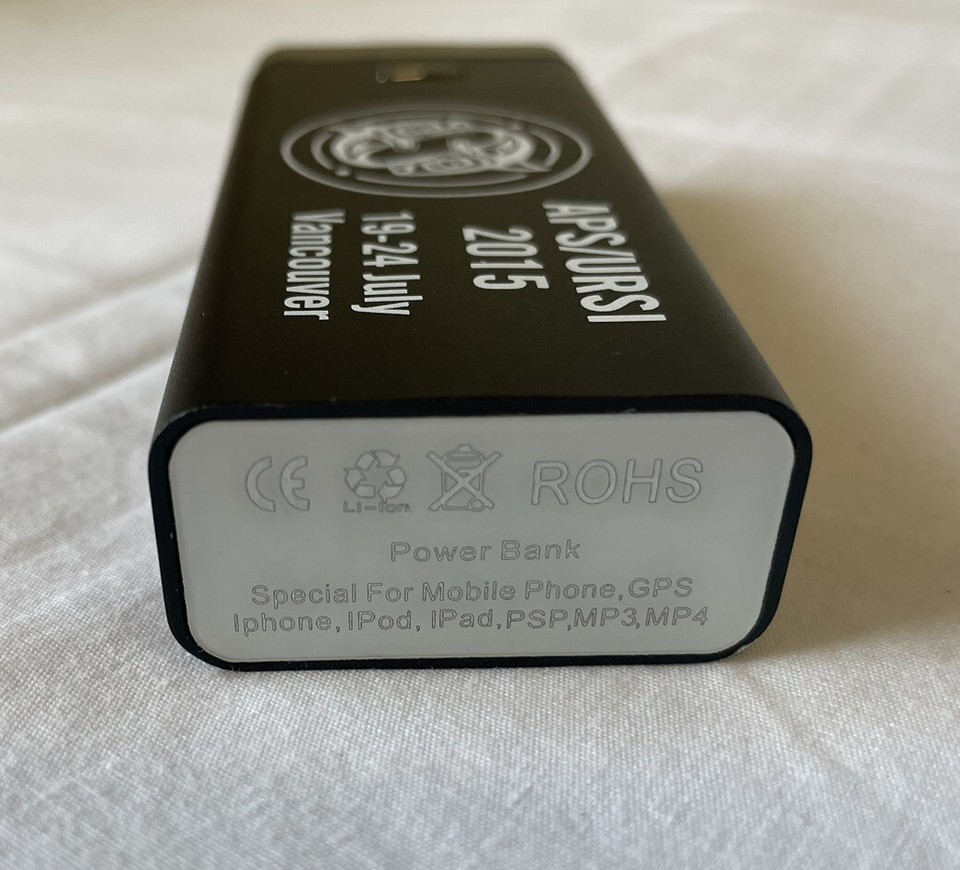 APS/URSI
2015
19-24 July
Vancouver
CE
LI-Ion
ROHS
Power Bank
Special For Mobile Phone,GPS
Iphone,IPod, IPad,PSP,MP3,MP4